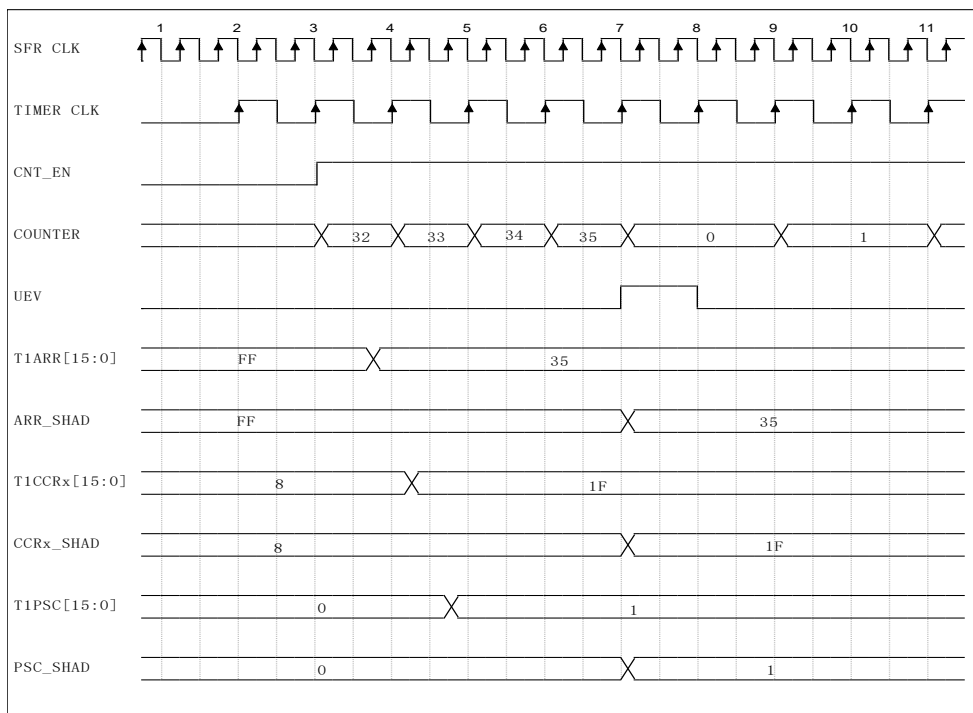 1 2 3 4 5 6 7 8 9 10 11
SFR CLK
TIMER CLK
CNT_EN
COUNTER 32 33 34 35 0 1
UEV
T1ARR[15:0] FF 35
ARR_SHAD FF 35
T1CCRx[15:0] 8 1F
CCRx_SHAD 8 1F
T1PSC[15:0] 0 1
PSC_SHAD 0 1